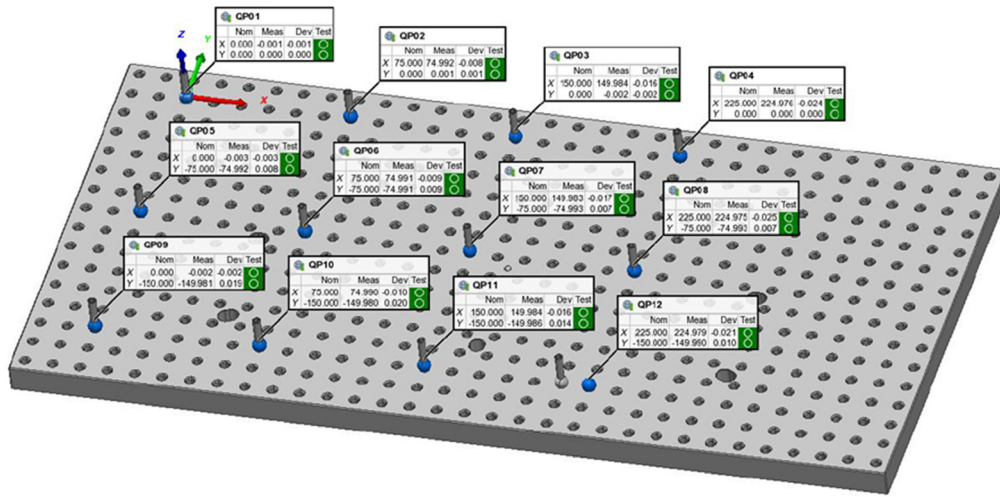 QP01
Nom Meas Dev Test
X 0.000 -0.001 -0.001
Y 0.000 0.000 0.000
QP02
Nom Meas Dev Test
X 75.000 74.992 -0.008
Y 0.000 0.001 0.001
QP03
Nom Meas Dev Test
X 150.000 149.984 -0.016
Y 0.000 -0.002 -0.002
QP04
Nom Meas Dev Test
X 225.000 224.976 -0.024
Y 0.000 0.000 0.000
Z
Y
X
QP05
Nom Meas Dev Test
X 0.000 -0.003 -0.003
Y -75.000 -74.992 0.008
QP06
Nom Meas Dev Test
X 75.000 74.991 -0.009
Y -75.000 -74.991 0.009
QP07
Nom Meas Dev Test
X 150.000 149.983 -0.017
Y -75.000 -74.993 0.007
QP08
Nom Meas Dev Test
X 225.000 224.975 -0.025
Y -75.000 -74.993 0.007
QP09
Nom Meas Dev Test
X 0.000 -0.002 -0.002
Y -150.000 -149.981 0.019
QP10
Nom Meas Dev Test
X 75.000 74.990 -0.010
Y -150.000 -149.980 0.020
QP11
Nom Meas Dev Test
X 150.000 149.984 -0.016
Y -150.000 -149.986 0.014
QP12
Nom Meas Dev Test
X 225.000 224.979 -0.021
Y -150.000 -149.990 0.010